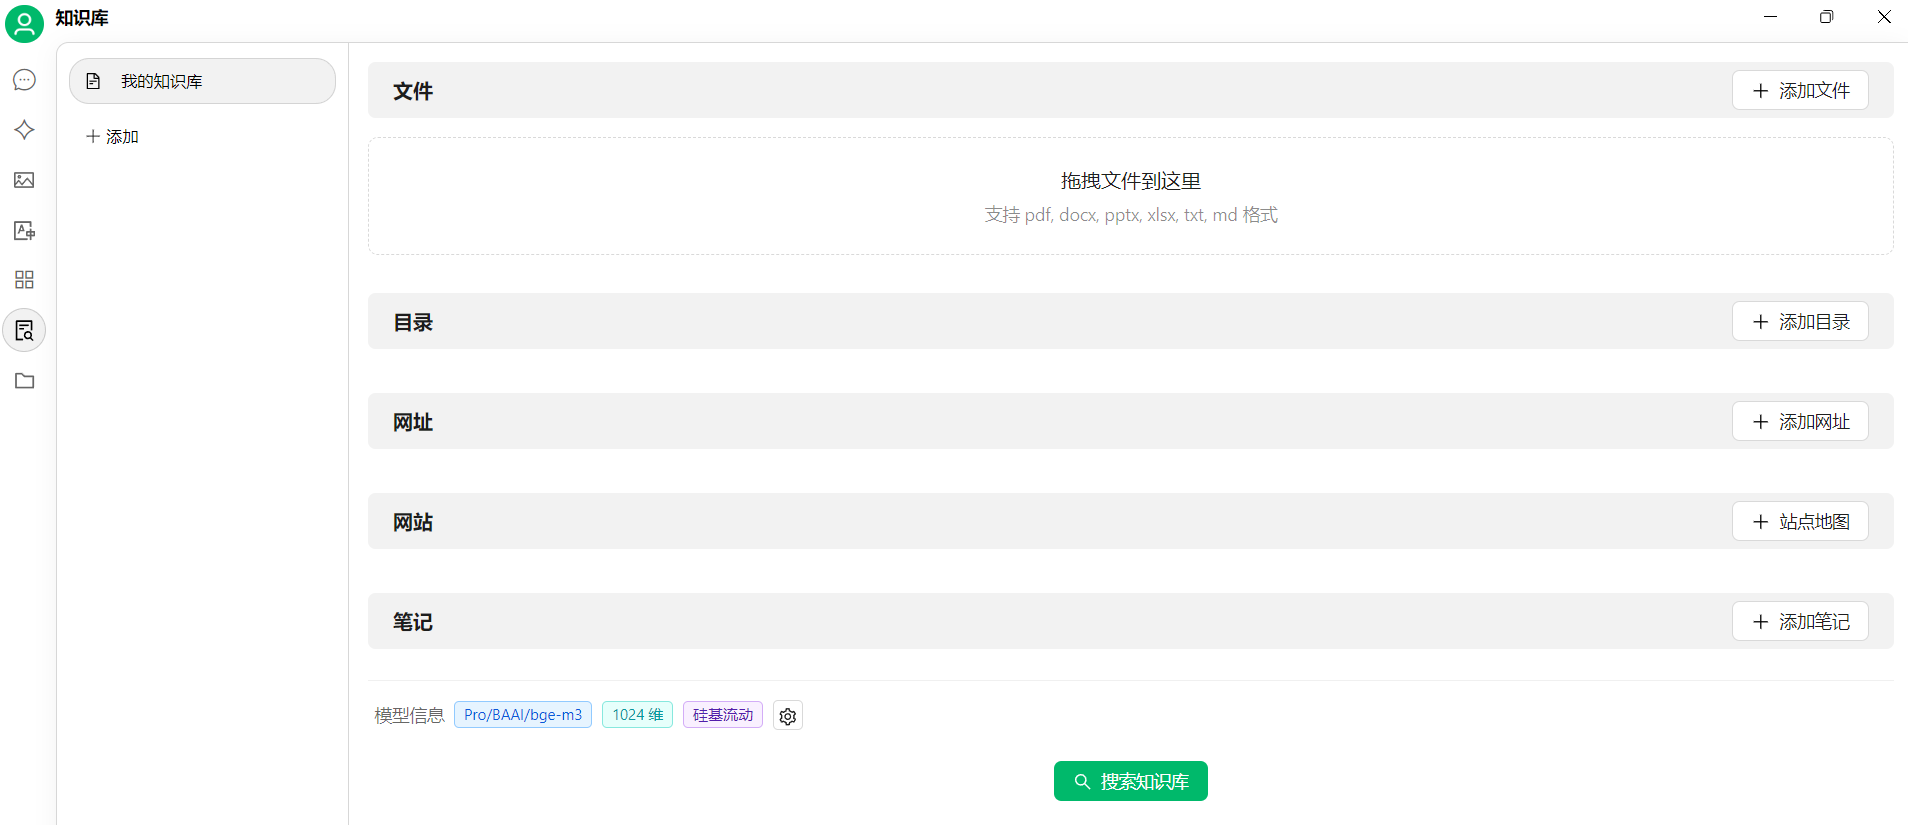 知识库
我的知识库
添加
文件
添加文件
拖拽文件到这里
支持 pdf, docx, pptx, xlsx, txt, md 格式
目录
添加目录
网址
添加网址
网站
站点地图
笔记
添加笔记
模型信息 Pro/BAAI/bge-m3 1024 维 硅基流动
搜索知识库